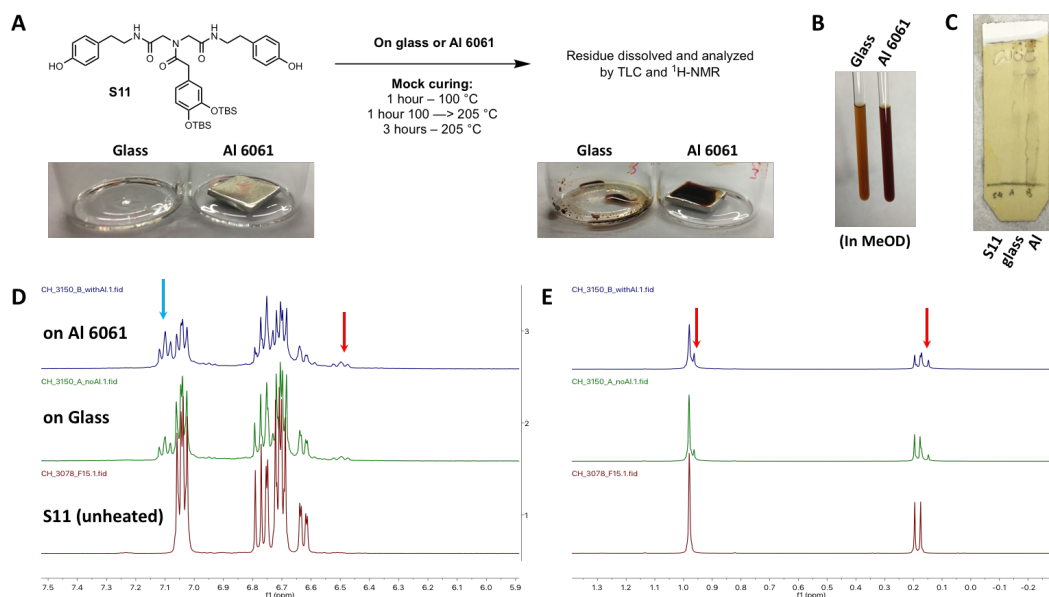 A
B
C
H
N
O
N
O
H
N
OH
O
OH
OTBS
OTBS
S11
On glass or Al 6061
Mock curing:
1 hour – 100 °C
1 hour 100 —> 205 °C
3 hours – 205 °C
Residue dissolved and analyzed
by TLC and ¹H-NMR
Glass
Al 6061
Glass
Al 6061
Glass
Al 6061
(In MeOD)
S11
glass
Al
D
CH_3150_B_withAl.1.fid
on Al 6061
3
CH_3150_A_noAl.1.fid
on Glass
2
CH_3078_F15.1.fid
S11 (unheated)
1
7.5 7.4 7.3 7.2 7.1 7.0 6.9 6.8 6.7 6.6 6.5 6.4 6.3 6.2 6.1 6.0 5.9
f1 (ppm)
E
CH_3150_B_withAl.1.fid
CH_3150_A_noAl.1.fid
CH_3078_F15.1.fid
1.0 0.9 0.8 0.7 0.6 0.5 0.4 0.3 0.2 0.1 0.0 -0.1 -0.2
f1 (ppm)